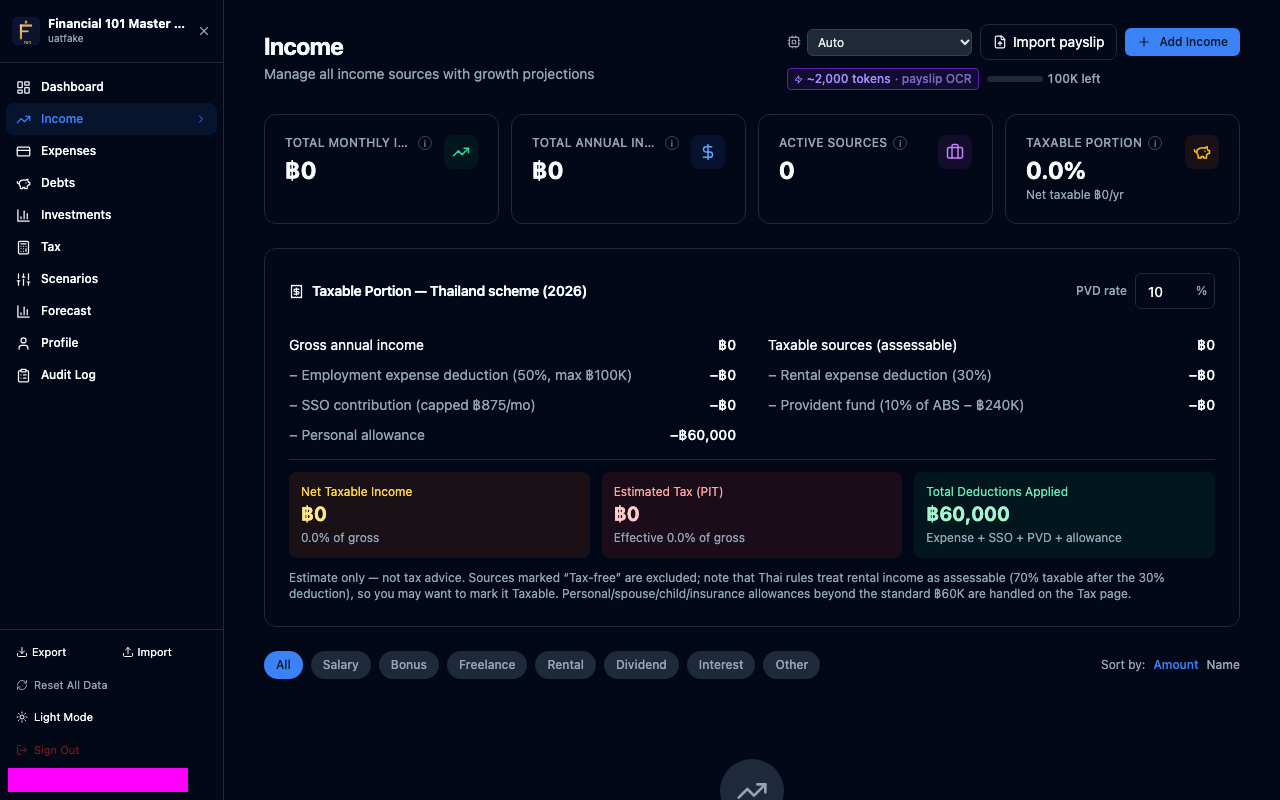 Financial 101 Master ...
uatfake
Dashboard
Income
Expenses
Debts
Investments
Tax
Scenarios
Forecast
Profile
Audit Log
Export
Import
Reset All Data
Light Mode
Sign Out
Income
Manage all income sources with growth projections
Auto
Import payslip
Add Income
~2,000 tokens · payslip OCR
100K left
TOTAL MONTHLY I...
฿0
TOTAL ANNUAL IN...
฿0
ACTIVE SOURCES
0
TAXABLE PORTION
0.0%
Net taxable ฿0/yr
Taxable Portion — Thailand scheme (2026)
PVD rate
10 %
Gross annual income ฿0
– Employment expense deduction (50%, max ฿100K) –฿0
– SSO contribution (capped ฿875/mo) –฿0
– Personal allowance –฿60,000
Taxable sources (assessable) ฿0
– Rental expense deduction (30%) –฿0
– Provident fund (10% of ABS – ฿240K) –฿0
Net Taxable Income
฿0
0.0% of gross
Estimated Tax (PIT)
฿0
Effective 0.0% of gross
Total Deductions Applied
฿60,000
Expense + SSO + PVD + allowance
Estimate only — not tax advice. Sources marked “Tax-free” are excluded; note that Thai rules treat rental income as assessable (70% taxable after the 30%
deduction), so you may want to mark it Taxable. Personal/spouse/child/insurance allowances beyond the standard ฿60K are handled on the Tax page.
All
Salary
Bonus
Freelance
Rental
Dividend
Interest
Other
Sort by: Amount Name